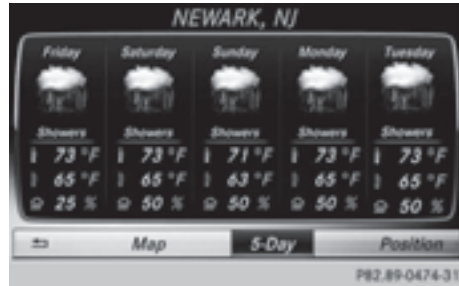 NEWARK, NJ
Friday Saturday Sunday Monday Tuesday
Showers Showers Showers Showers Showers
73 °F 73 °F 71 °F 73 °F 73 °F
65 °F 65 °F 63 °F 65 °F 65 °F
25 % 50 % 50 % 50 % 50 %
Map 5-Day Position
P82.89-0474-31